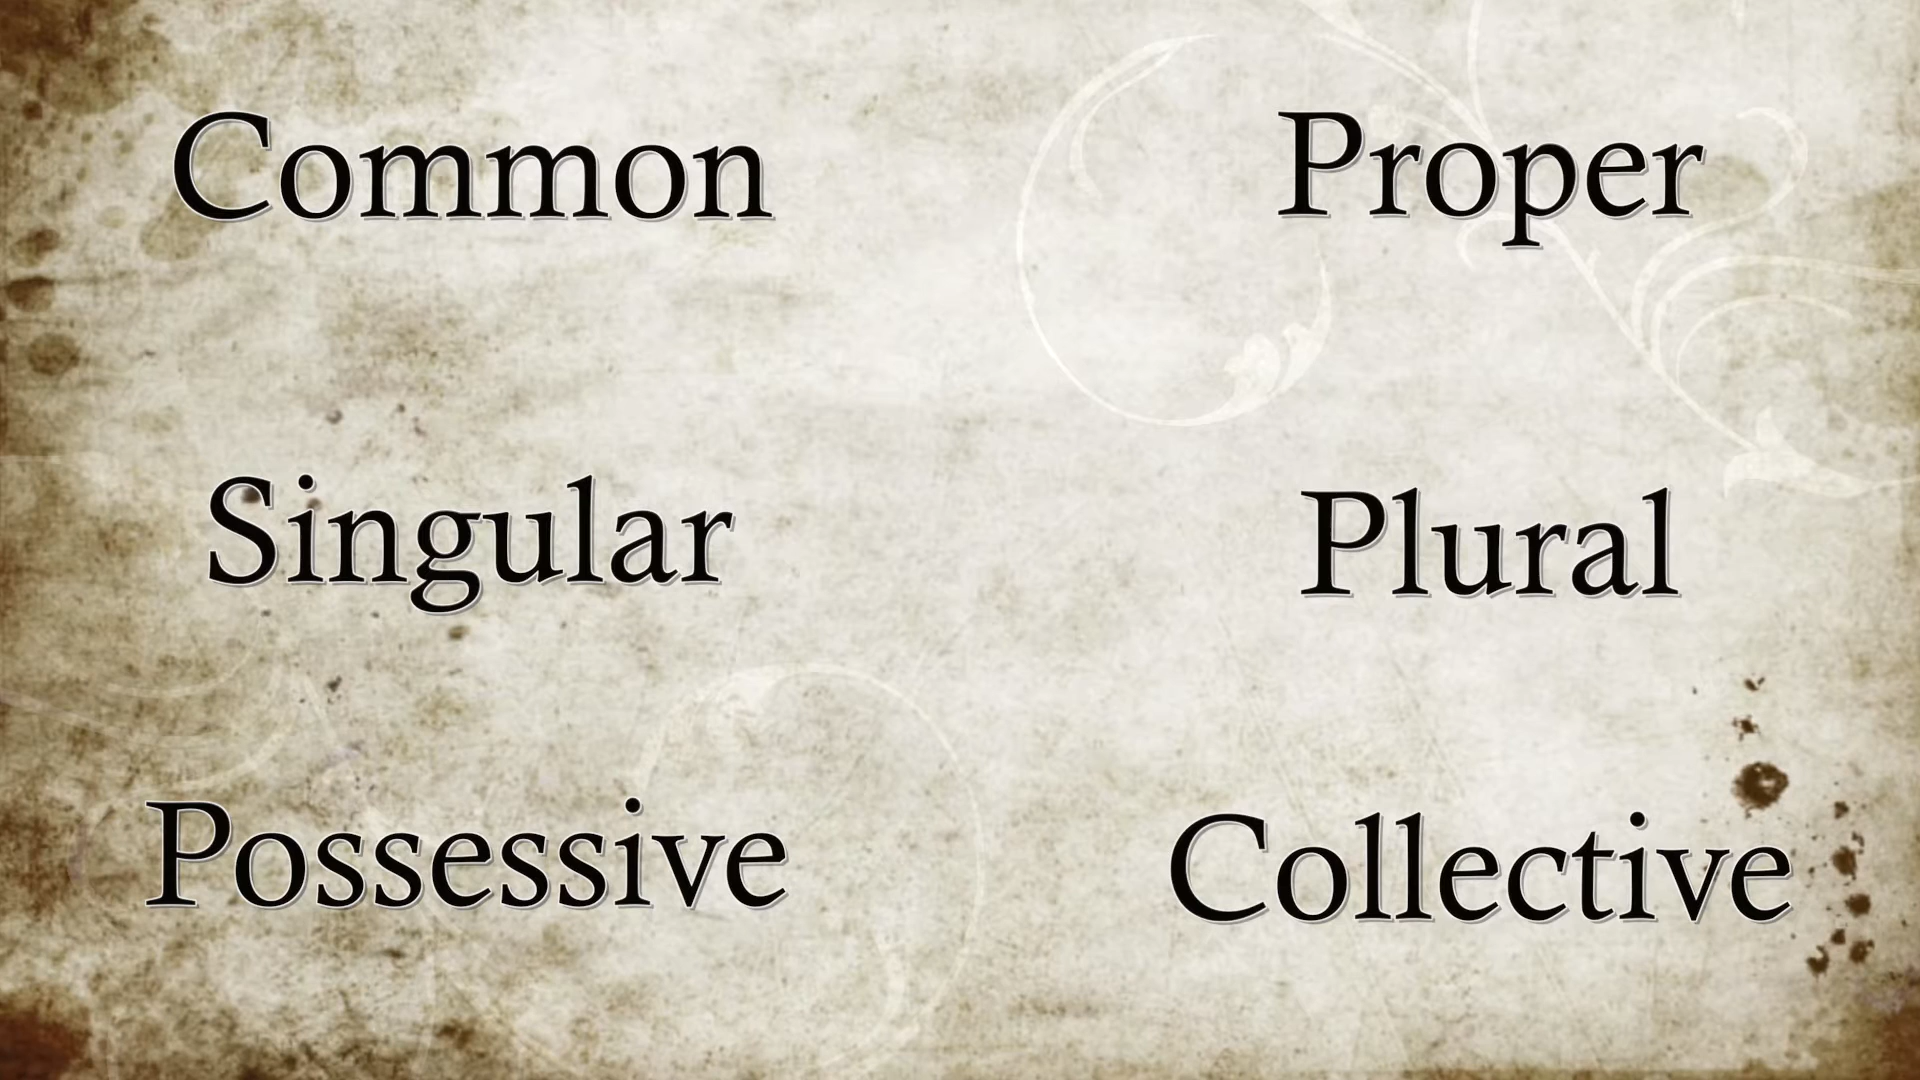 Common
Proper
Singular
Plural
Possessive
Collective